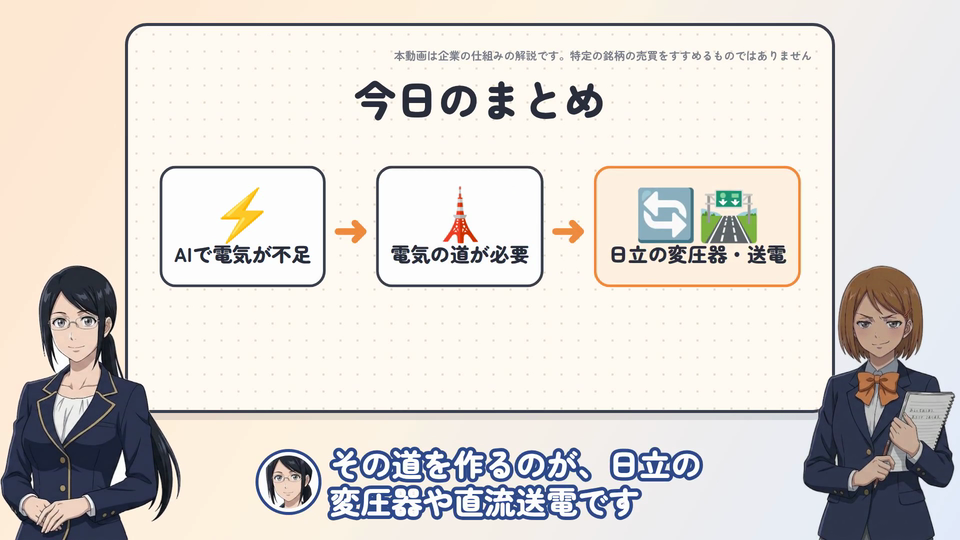 本動画は企業の仕組みの解説です。特定の銘柄の売買をすすめるものではありません
今日のまとめ
AIで電気が不足
電気の道が必要
日立の変圧器・送電
その道を作るのが、日立の
変圧器や直流送電です